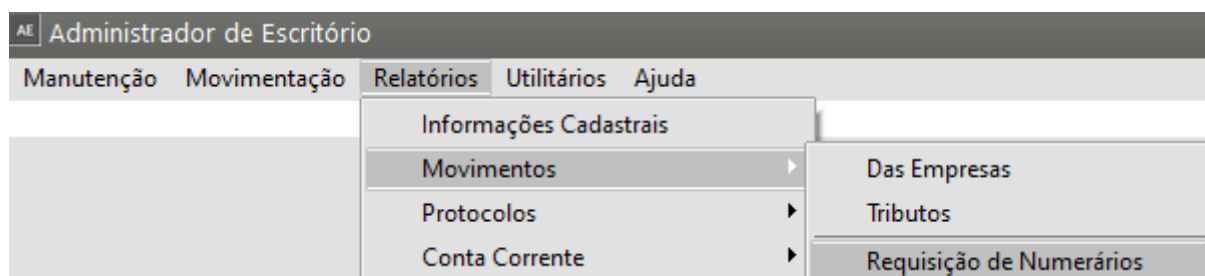 AE Administrador de Escritório
Manutenção Movimentação Relatórios Utilitários Ajuda
Informações Cadastrais
Movimentos Das Empresas
Protocolos Tributos
Conta Corrente Requisição de Numerários